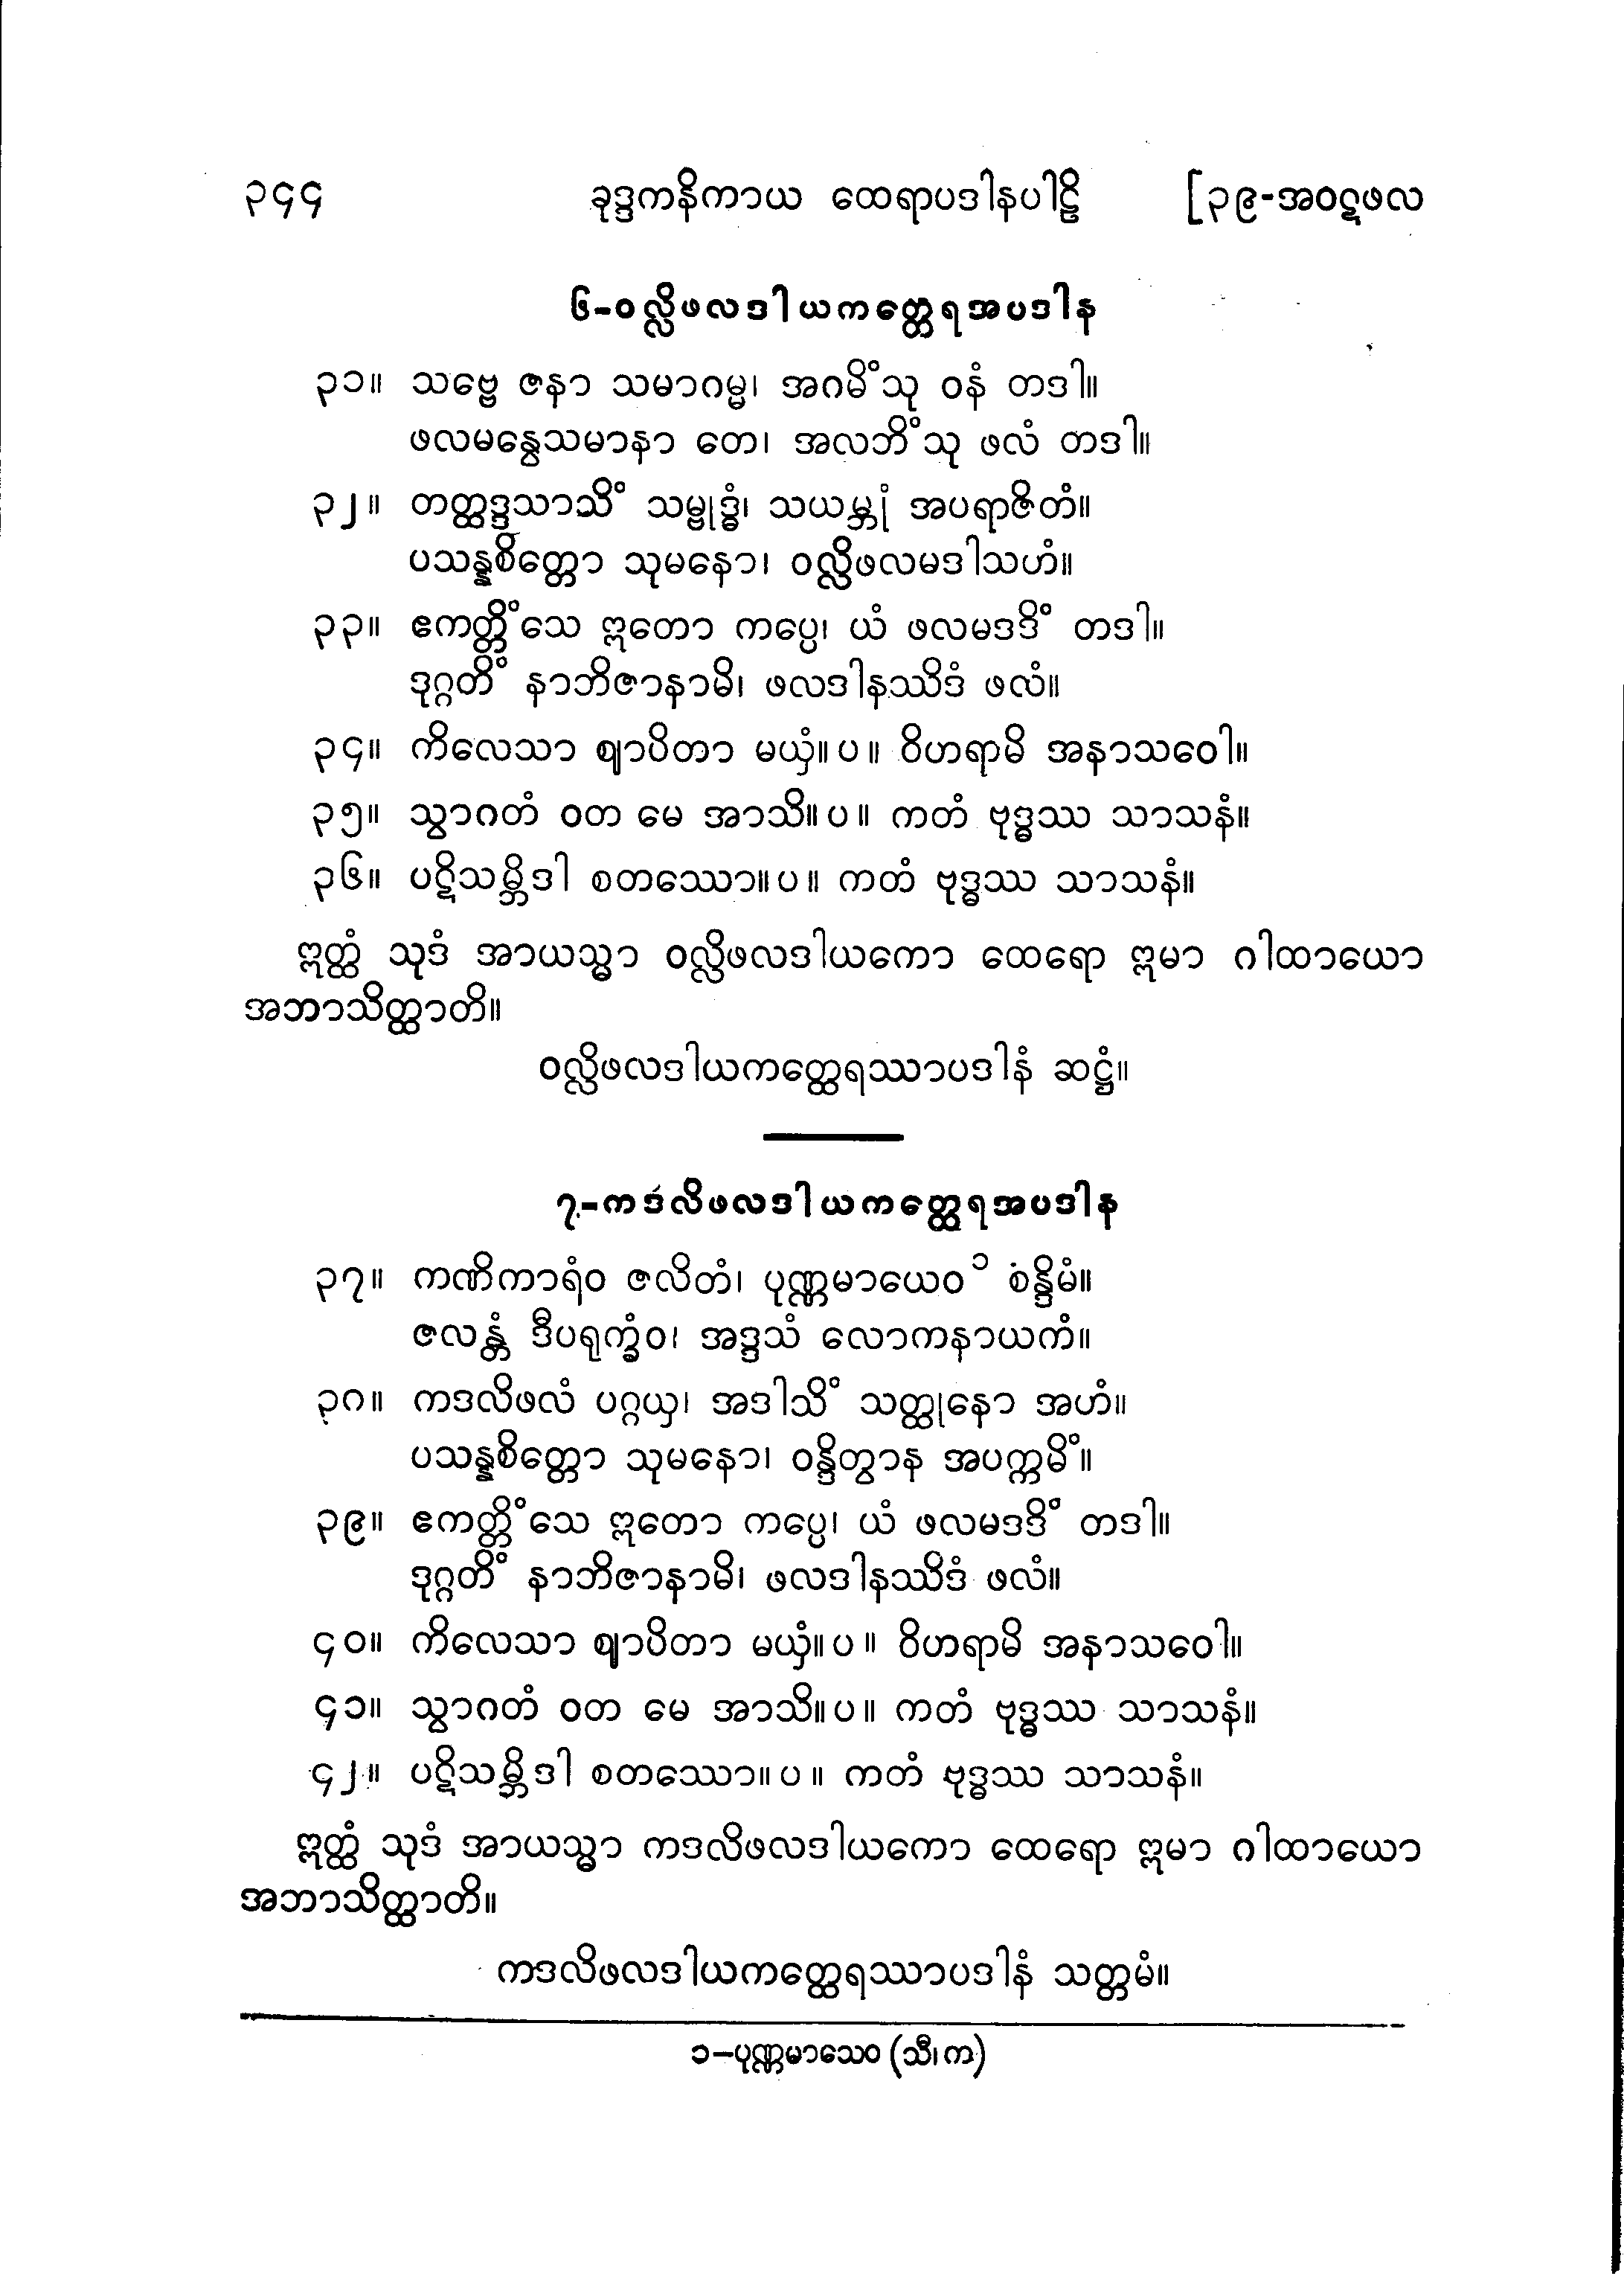 ၃၄၄ ခုဒ္ဒကနိကာယ ထေရာပဒါနပါဠိ [၃၉-အဝဋဖလ
၆-ဝလ္လိဖလဒါယကတ္ထေရအပဒါန
၃၁။ သဗ္ဗေ ဇနာ သမာဂမ္မ၊ အဂမိံသု ဝနံ တဒါ။
ဖလမန္ဝေသမာနာ တေ၊ အလဘိံသု ဖလံ တဒါ။
၃၂။ တတ္ထဒ္ဒသာသိံ သမ္ဗုဒ္ဓံ၊ သယမ္ဘုံ အပရာဇိတံ။
ပသန္နစိတ္တော သုမနော၊ ဝလ္လိဖလမဒါသဟံ။
၃၃။ ဧကတ္တိံသေ ဣတော ကပ္ပေ၊ ယံ ဖလမဒဒိံ တဒါ။
ဒုဂ္ဂတိံ နာဘိဇာနာမိ၊ ဖလဒါနဿိဒံ ဖလံ။
၃၄။ ကိလေသာ ဈာပိတာ မယှံ။ပ။ ဝိဟရာမိ အနာသဝေါ။
၃၅။ သွာဂတံ ဝတ မေ အာသိ။ပ။ ကတံ ဗုဒ္ဓဿ သာသနံ။
၃၆။ ပဋိသမ္ဘိဒါ စတဿော။ပ။ ကတံ ဗုဒ္ဓဿ သာသနံ။
ဣတ္ထံ သုဒံ အာယသ္မာ ဝလ္လိဖလဒါယကော ထေရော ဣမာ ဂါထာယော
အဘာသိတ္ထာတိ။
ဝလ္လိဖလဒါယကတ္ထေရဿာပဒါနံ ဆဋ္ဌံ။
၇-ကဒလိဖလဒါယကတ္ထေရအပဒါန
၃၇။ ကဏိကာရံဝ ဇလိတံ၊ ပုဏ္ဏမာယေဝ ၁ စန္ဒိမံ။
ဇလန္တံ ဒီပရုက္ခံဝ၊ အဒ္ဒသံ လောကနာယကံ။
၃၈။ ကဒလိဖလံ ပဂ္ဂယှ၊ အဒါသိံ သတ္ထုနော အဟံ။
ပသန္နစိတ္တော သုမနော၊ ဝန္ဒိတွာန အပက္ကမိံ။
၃၉။ ဧကတ္တိံသေ ဣတော ကပ္ပေ၊ ယံ ဖလမဒဒိံ တဒါ။
ဒုဂ္ဂတိံ နာဘိဇာနာမိ၊ ဖလဒါနဿိဒံ ဖလံ။
၄၀။ ကိလေသာ ဈာပိတာ မယှံ။ပ။ ဝိဟရာမိ အနာသဝေါ။
၄၁။ သွာဂတံ ဝတ မေ အာသိ။ပ။ ကတံ ဗုဒ္ဓဿ သာသနံ။
၄၂။ ပဋိသမ္ဘိဒါ စတဿော။ပ။ ကတံ ဗုဒ္ဓဿ သာသနံ။
ဣတ္ထံ သုဒံ အာယသ္မာ ကဒလိဖလဒါယကော ထေရော ဣမာ ဂါထာယော
အဘာသိတ္ထာတိ။
ကဒလိဖလဒါယကတ္ထေရဿာပဒါနံ သတ္တမံ။
၁-ပုဏ္ဏမာသေဝ (သီ၊က)